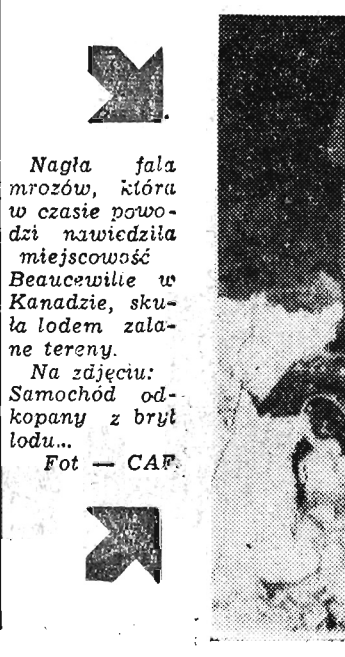 Nagła fala
mrozów, która
w czasie powo-
dzi nawiedziła
miejscowość
Beaucewille w
Kanadzie, sku-
ła lodem zala-
ne tereny.
Na zdjęciu:
Samochód od-
kopany z brył
lodu...
Fot — CAF